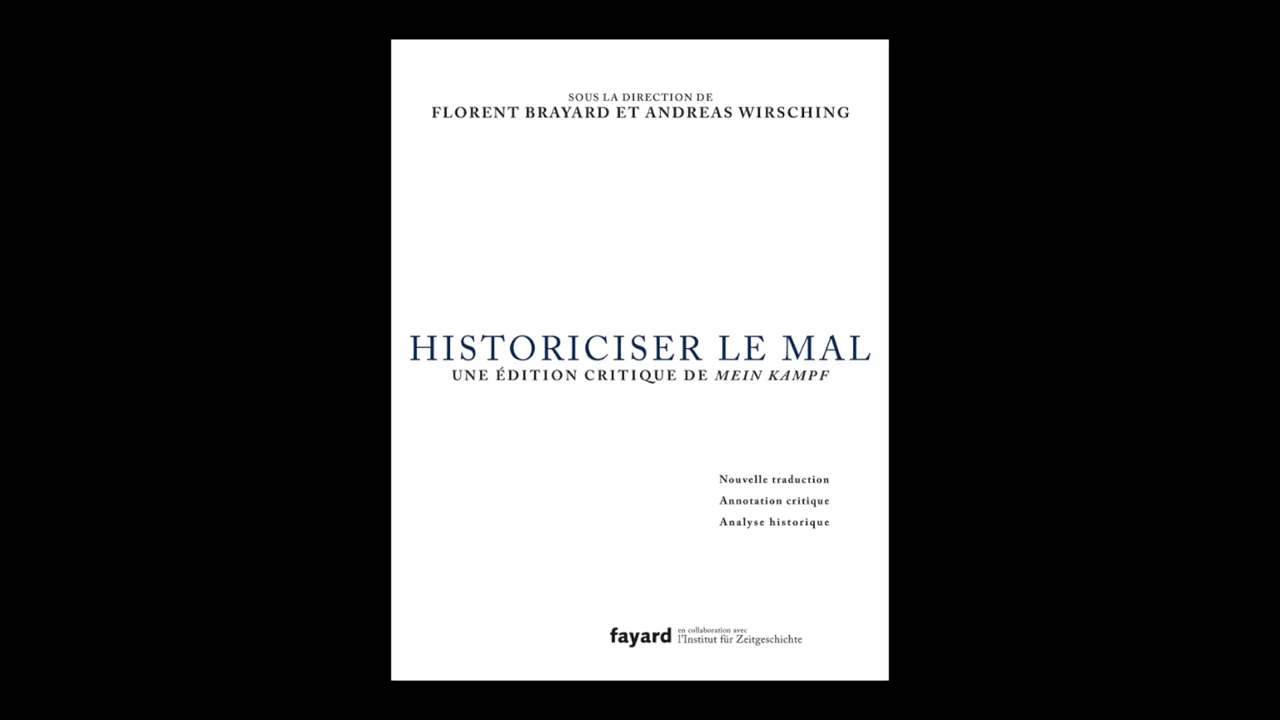 SOUS LA DIRECTION DE
FLORENT BRAYARD ET ANDREAS WIRSCHING
HISTORICISER LE MAL
UNE ÉDITION CRITIQUE DE MEIN KAMPF
Nouvelle traduction
Annotation critique
Analyse historique
fayard
en collaboration avec
l'Institut für Zeitgeschichte